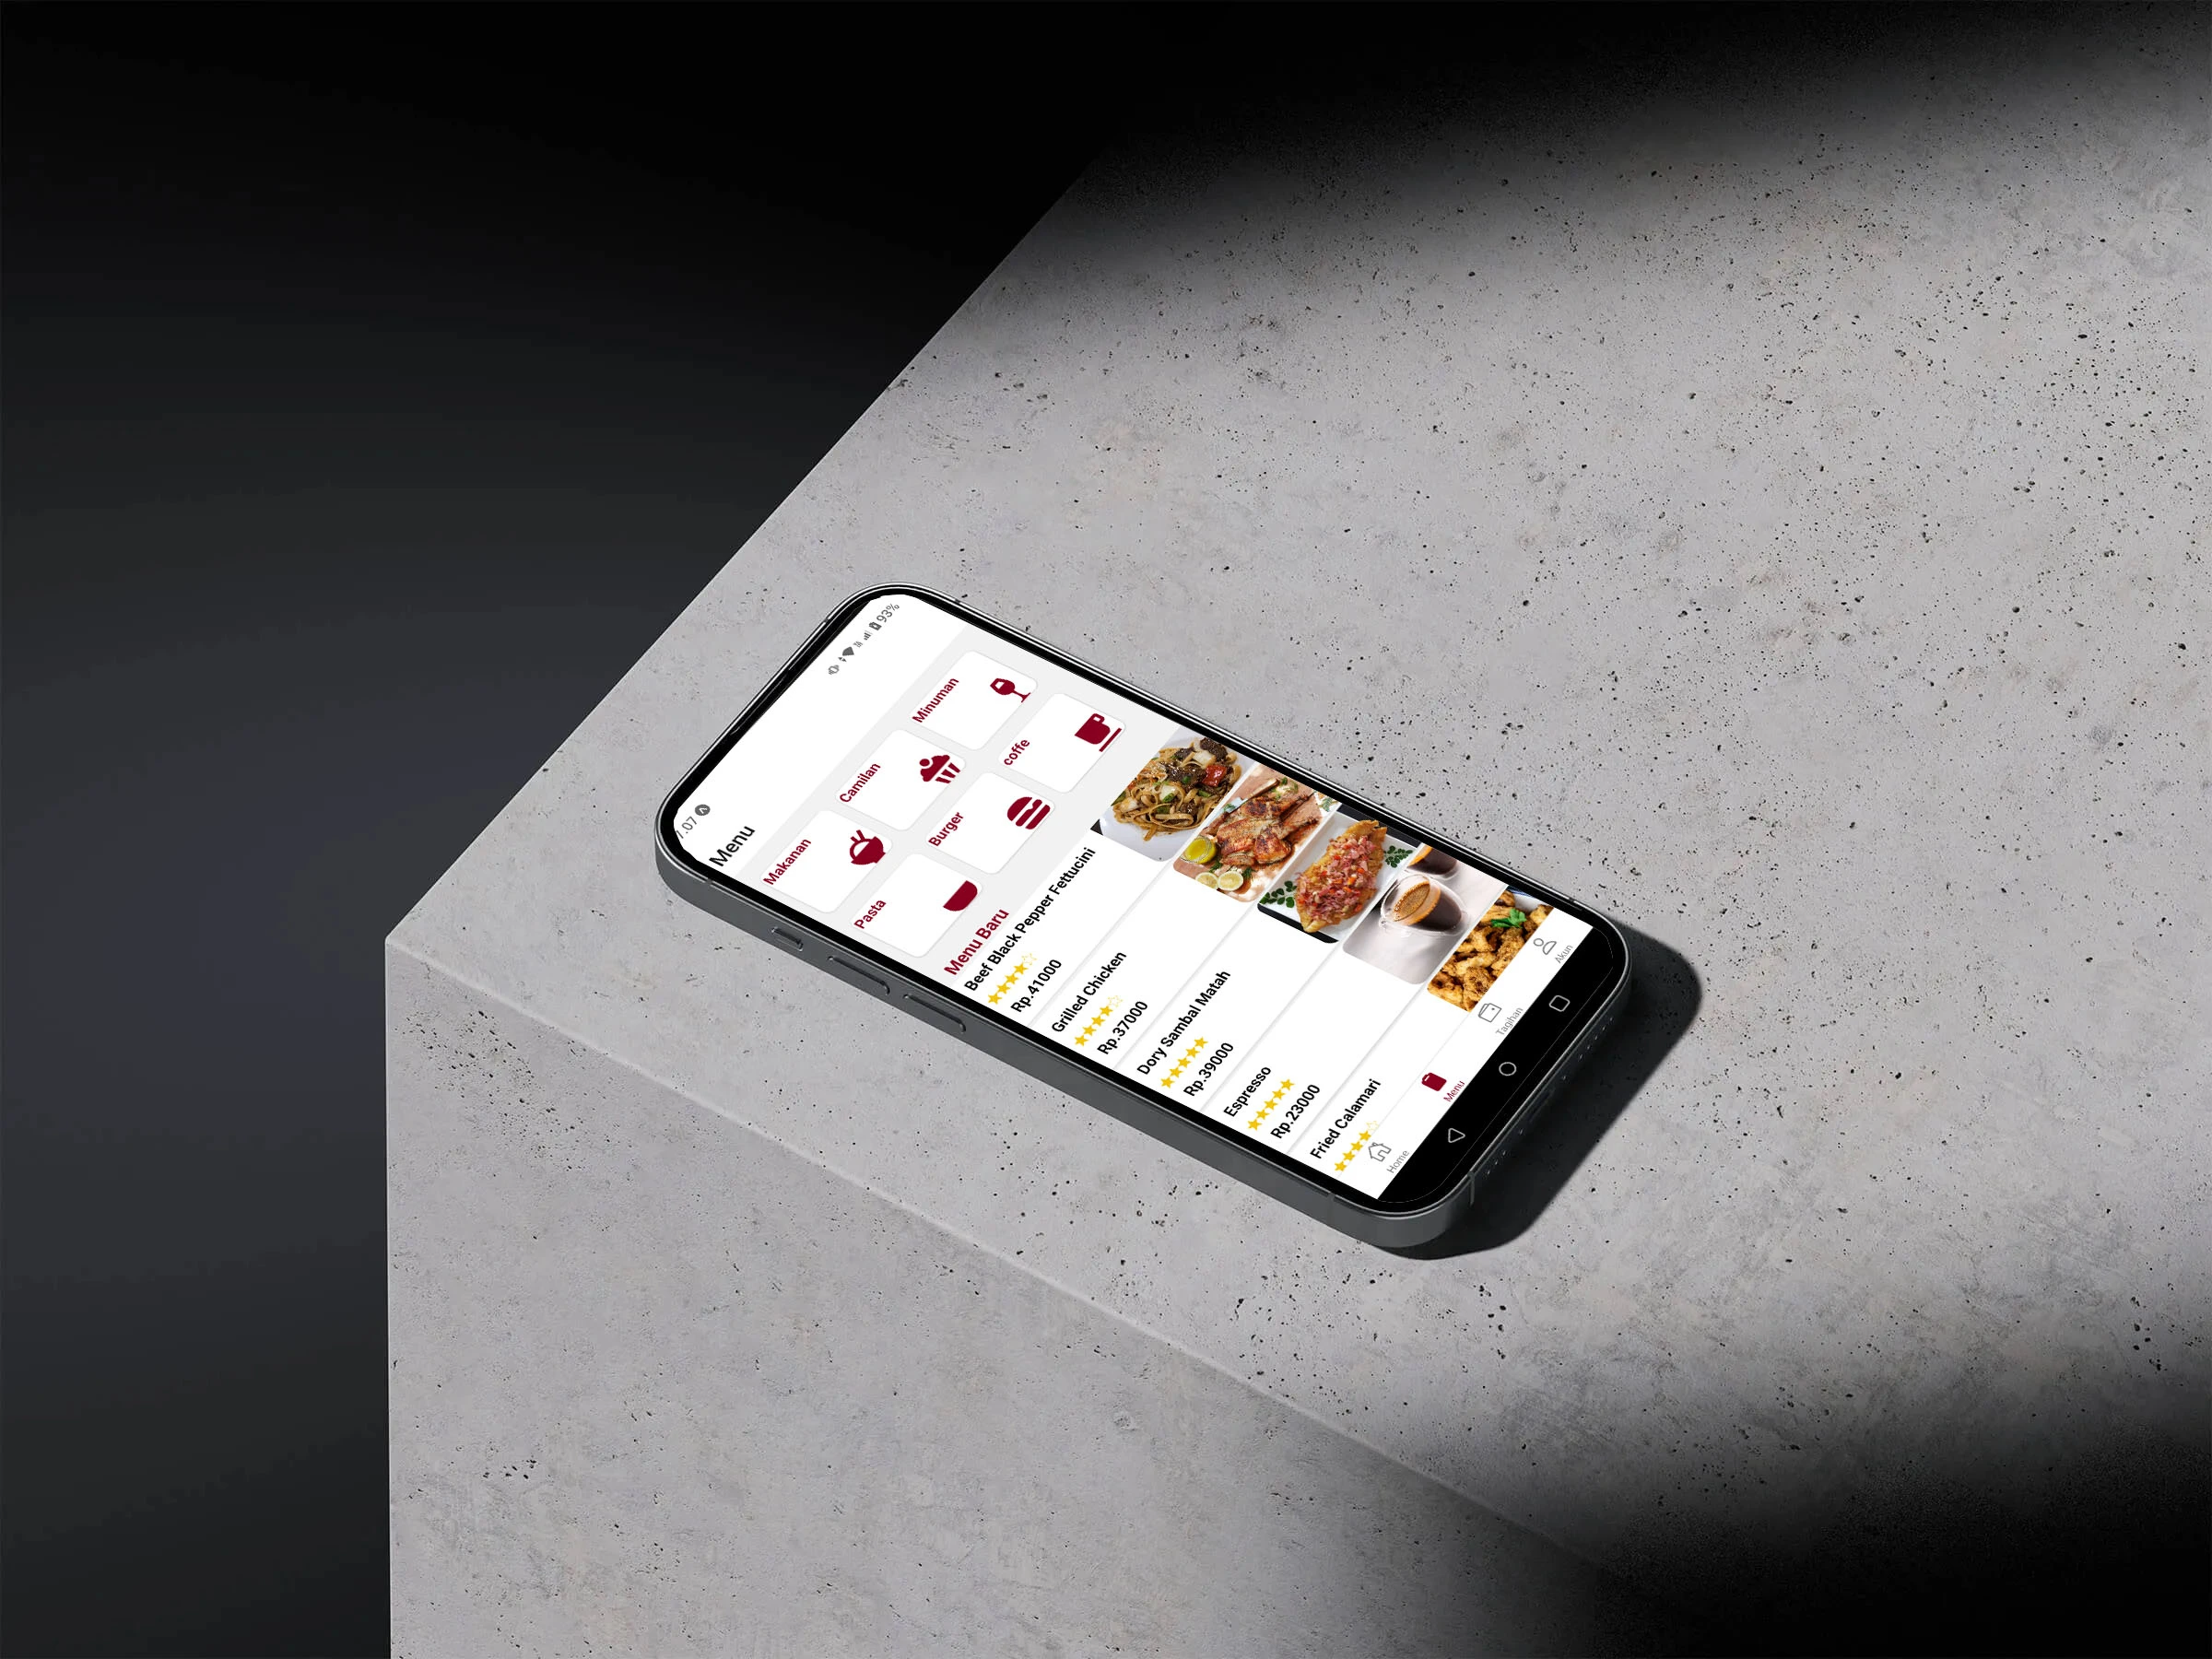 7.07
93%
Menu
Makanan
Camilan
Minuman
Pasta
Burger
coffe
Menu Baru
Beef Black Pepper Fettucini
Rp.41000
Grilled Chicken
Rp.37000
Dory Sambal Matah
Rp.39000
Espresso
Rp.23000
Fried Calamari
Home
Menu
Tagihan
Akun